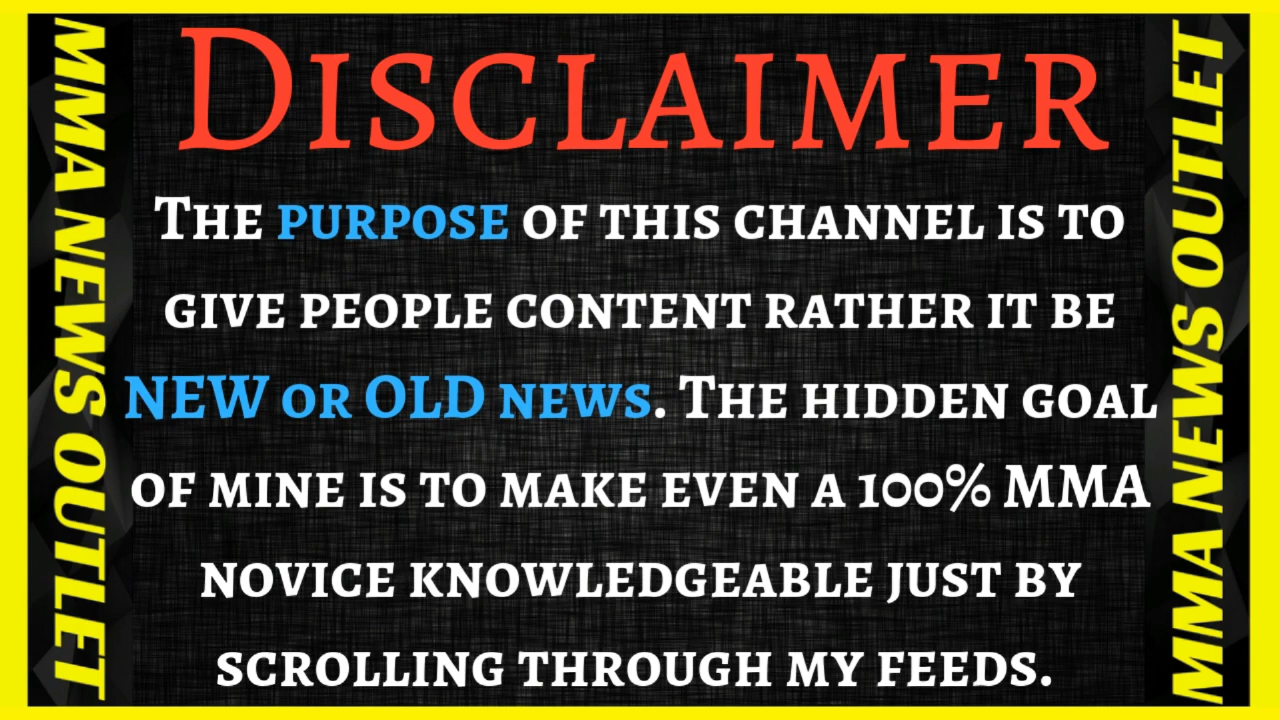 Disclaimer
The purpose of this channel is to
give people content rather it be
NEW or OLD news. The hidden goal
of mine is to make even a 100% MMA
novice knowledgeable just by
scrolling through my feeds.
MMA NEWS OUTLET
MMA NEWS OUTLET